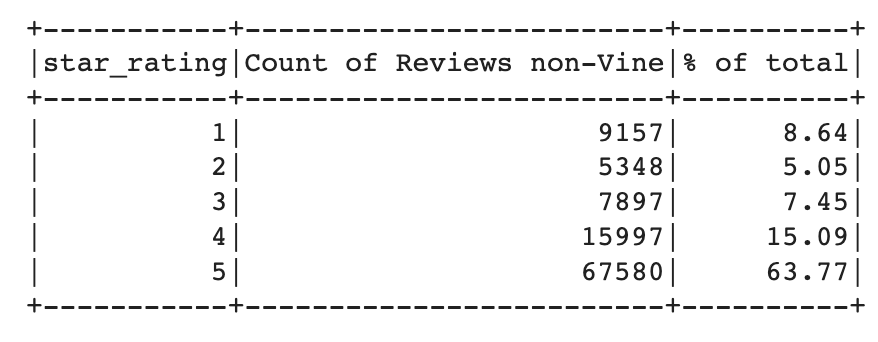 +-----------+-------------------------+----------+
|star_rating|Count of Reviews non-Vine|% of total|
+-----------+-------------------------+----------+
|          1|                     9157|      8.64|
|          2|                     5348|      5.05|
|          3|                     7897|      7.45|
|          4|                    15997|     15.09|
|          5|                    67580|     63.77|
+-----------+-------------------------+----------+